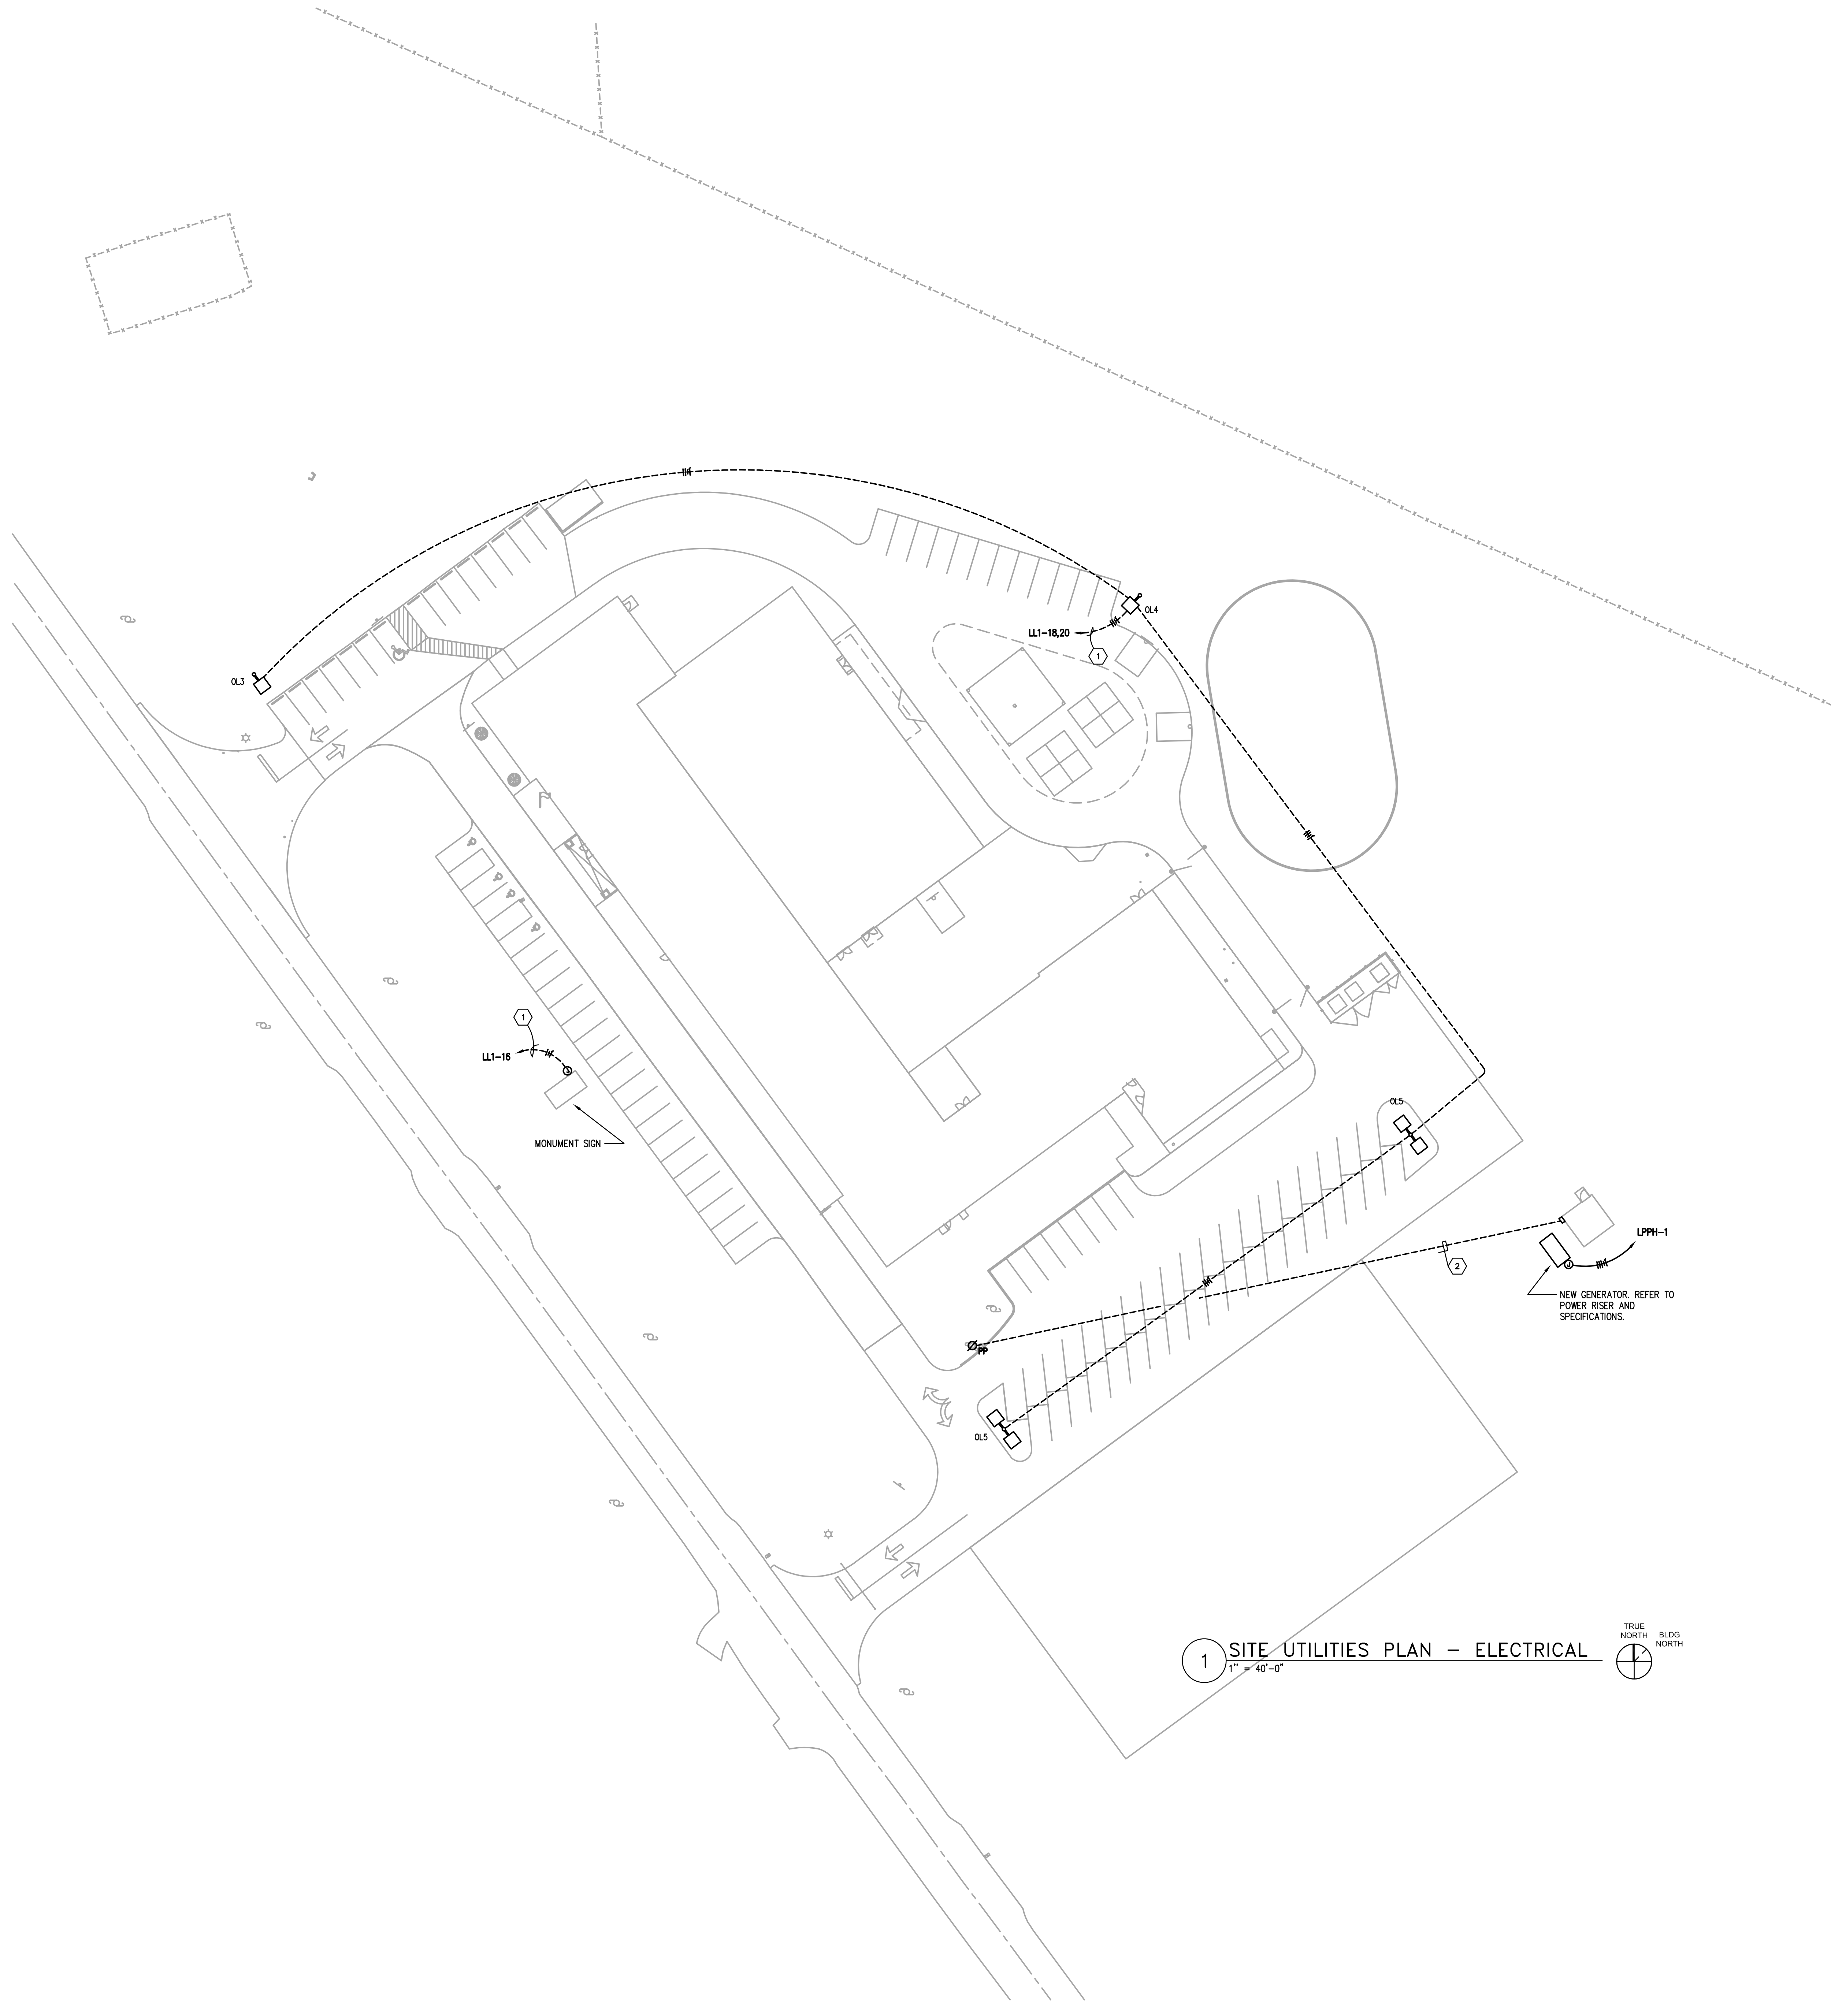 OL3
OL4
LL1-18,20
1
1
LL1-16
MONUMENT SIGN
OL5
LPPH-1
2
NEW GENERATOR. REFER TO
POWER RISER AND
SPECIFICATIONS.
PP
OL5
1
SITE UTILITIES PLAN - ELECTRICAL
1" = 40'-0"
TRUE
NORTH
BLDG
NORTH